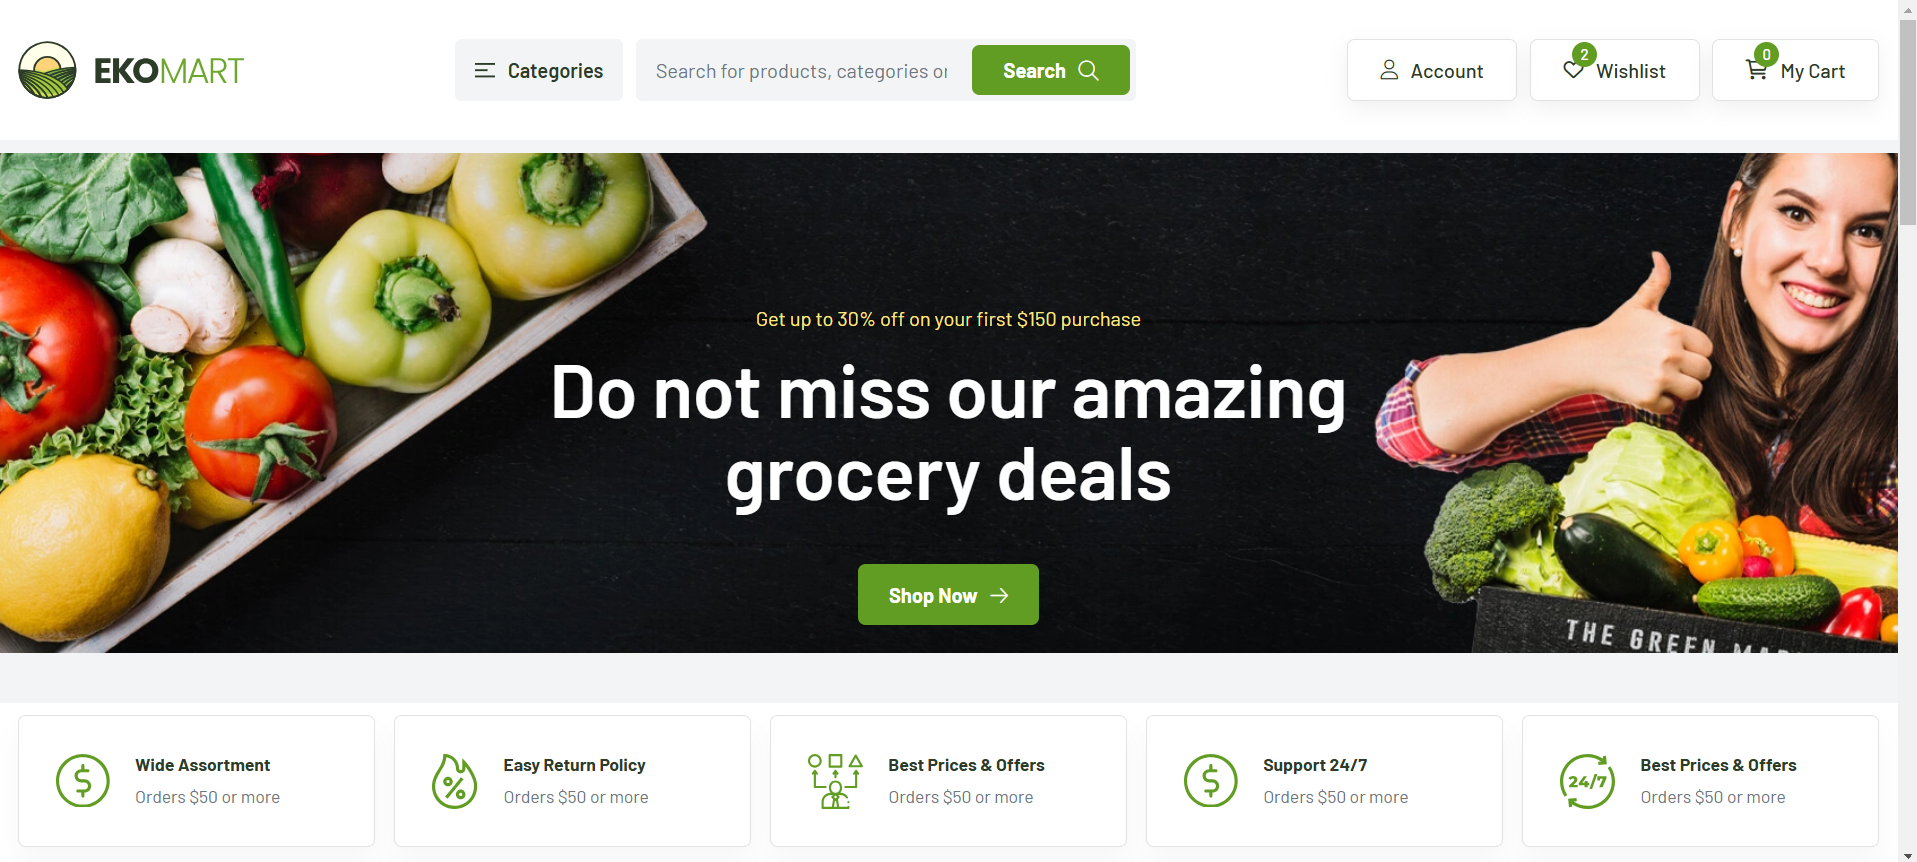 EKOMART
Categories
Search for products, categories or
Search
Account
2
Wishlist
0
My Cart
Get up to 30% off on your first $150 purchase
Do not miss our amazing
grocery deals
Shop Now
THE GREEN
Wide Assortment
Orders $50 or more
Easy Return Policy
Orders $50 or more
Best Prices & Offers
Orders $50 or more
Support 24/7
Orders $50 or more
24/7
Best Prices & Offers
Orders $50 or more